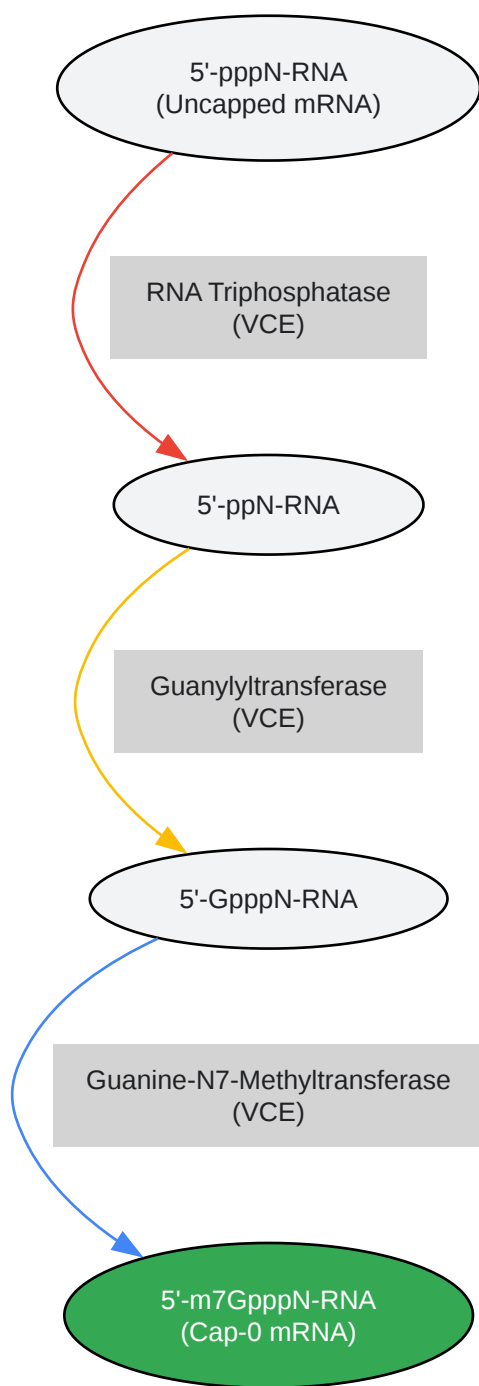 5'-pppN-RNA
(Uncapped mRNA)
RNA Triphosphatase
(VCE)
5'-ppN-RNA
Guanylyltransferase
(VCE)
5'-GpppN-RNA
Guanine-N7-Methyltransferase
(VCE)
5'-m7GpppN-RNA
(Cap-0 mRNA)